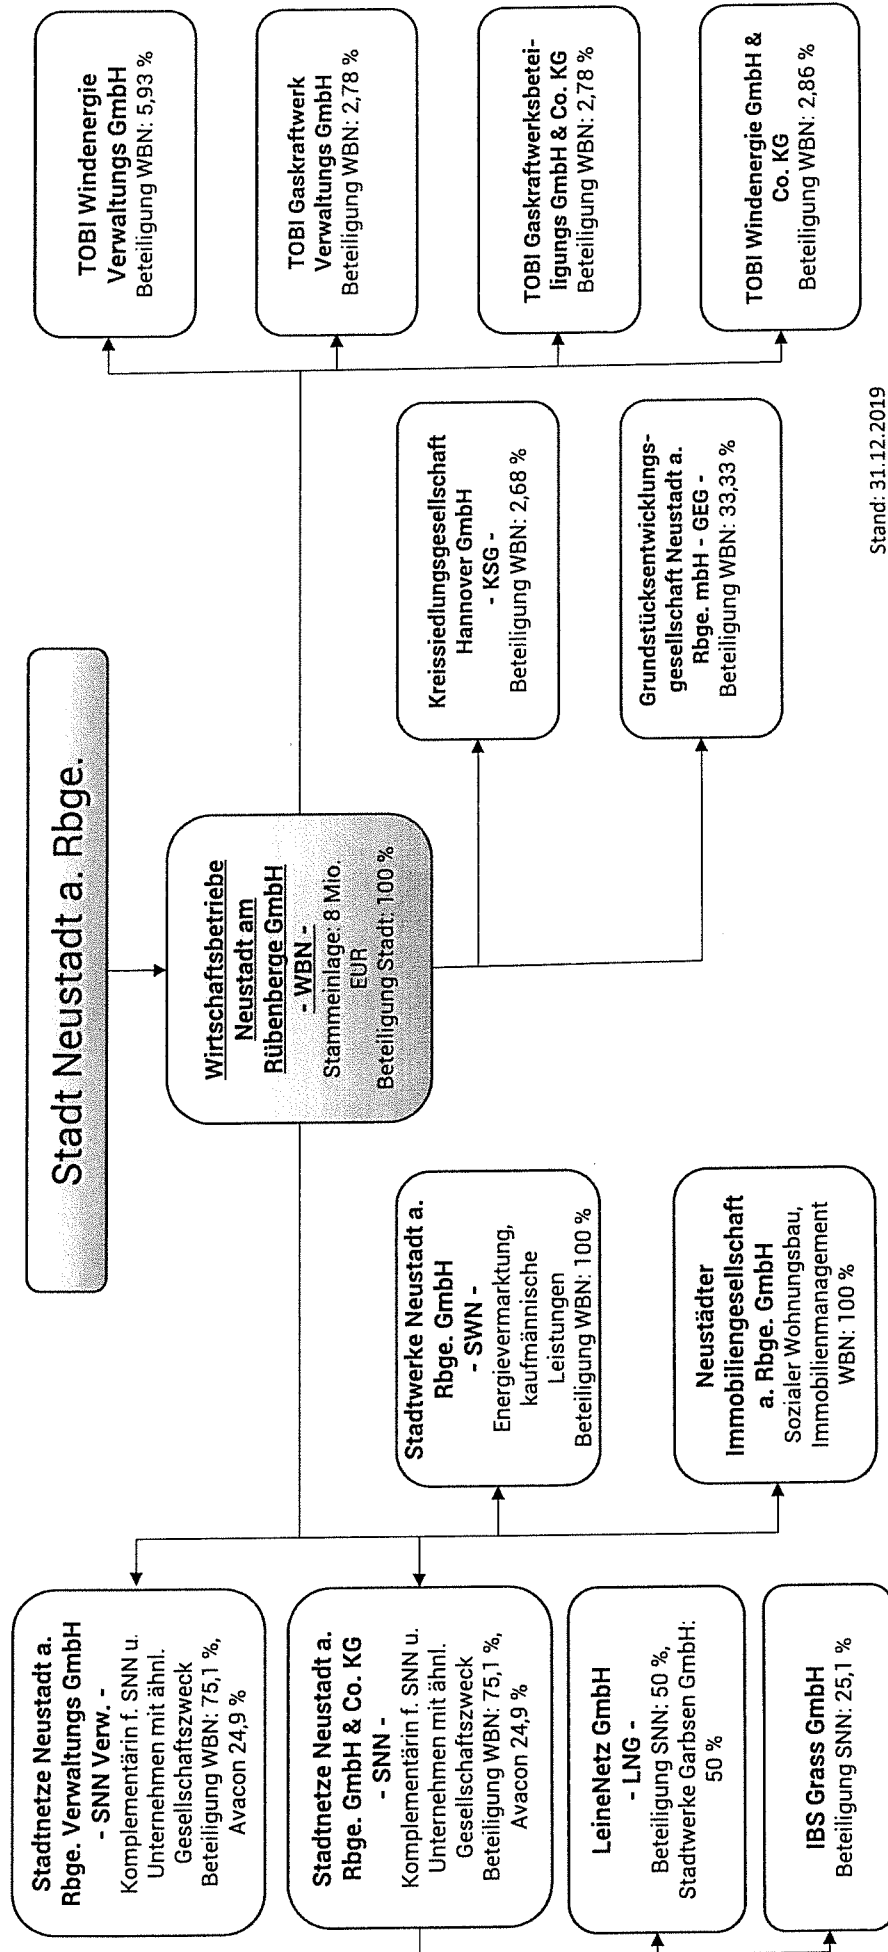 Stadt Neustadt a. Rbge.
Wirtschaftsbetriebe
Neustadt am
Rübenberge GmbH
- WBN -
Stammeinlage: 8 Mio.
EUR
Beteiligung Stadt: 100 %
Stadtnetze Neustadt a.
Rbge. Verwaltungs GmbH
- SNN Verw. -
Komplementärin f. SNN u.
Unternehmen mit ähnl.
Gesellschaftszweck
Beteiligung WBN: 75,1 %,
Avacon 24,9 %
Stadtnetze Neustadt a.
Rbge. GmbH & Co. KG
- SNN -
Komplementärin f. SNN u.
Unternehmen mit ähnl.
Gesellschaftszweck
Beteiligung WBN: 75,1 %,
Avacon 24,9 %
LeineNetz GmbH
- LNG -
Beteiligung SNN: 50 %,
Stadtwerke Garbsen GmbH:
50 %
IBS Grass GmbH
Beteiligung SNN: 25,1 %
Stadtwerke Neustadt a.
Rbge. GmbH
- SWN -
Energievermarktung,
kaufmännische
Leistungen
Beteiligung WBN: 100 %
Neustädter
Immobiliengesellschaft
a. Rbge. GmbH
Sozialer Wohnungsbau,
Immobilienmanagement
WBN: 100 %
Kreissiedlungsgesellschaft
Hannover GmbH
- KSG -
Beteiligung WBN: 2,68 %
Grundstücksentwicklungs-
gesellschaft Neustadt a.
Rbge. mbH - GEG -
Beteiligung WBN: 33,33 %
TOBI Windenergie
Verwaltungs GmbH
Beteiligung WBN: 5,93 %
TOBI Gaskraftwerk
Verwaltungs GmbH
Beteiligung WBN: 2,78 %
TOBI Gaskraftwerksbetei-
ligungs GmbH & Co. KG
Beteiligung WBN: 2,78 %
TOBI Windenergie GmbH &
Co. KG
Beteiligung WBN: 2,86 %
Stand: 31.12.2019